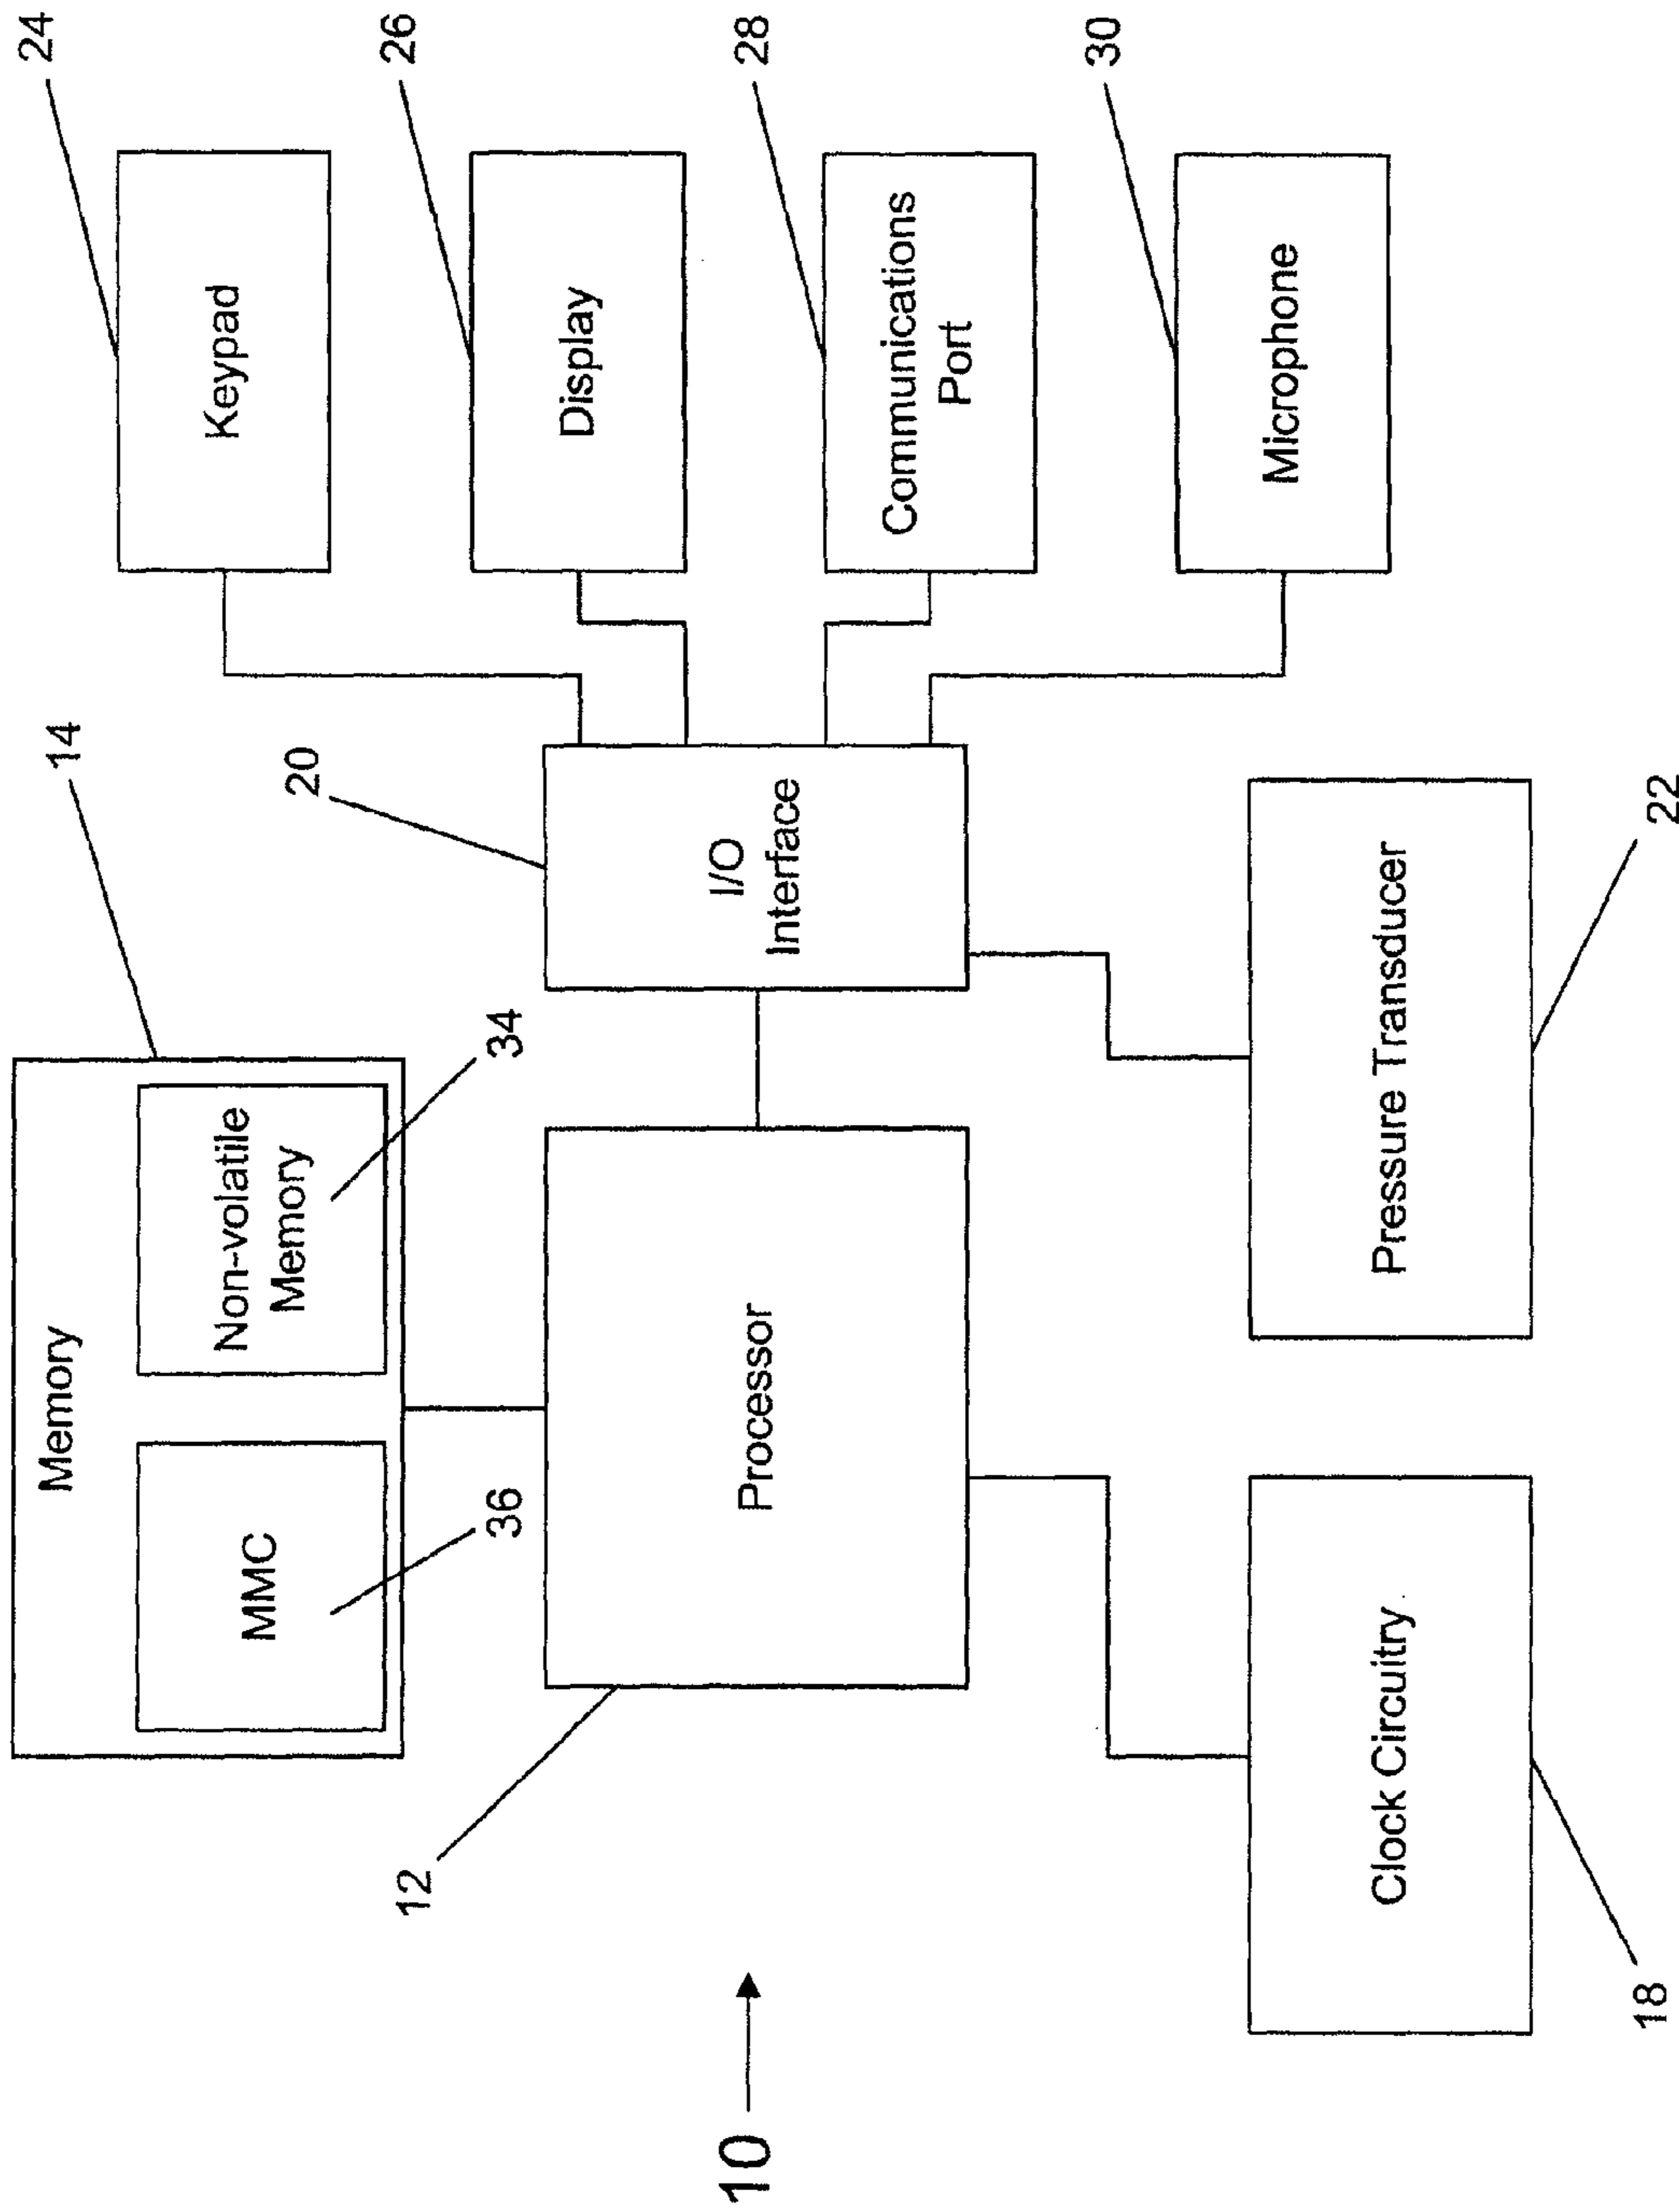 14
Memory
MMC
Non-volatile
Memory
36
34
24
Keypad
20
26
Display
12
Processor
I/O
Interface
10
28
Communications
Port
30
Microphone
Clock Circuitry
Pressure Transducer
18
22